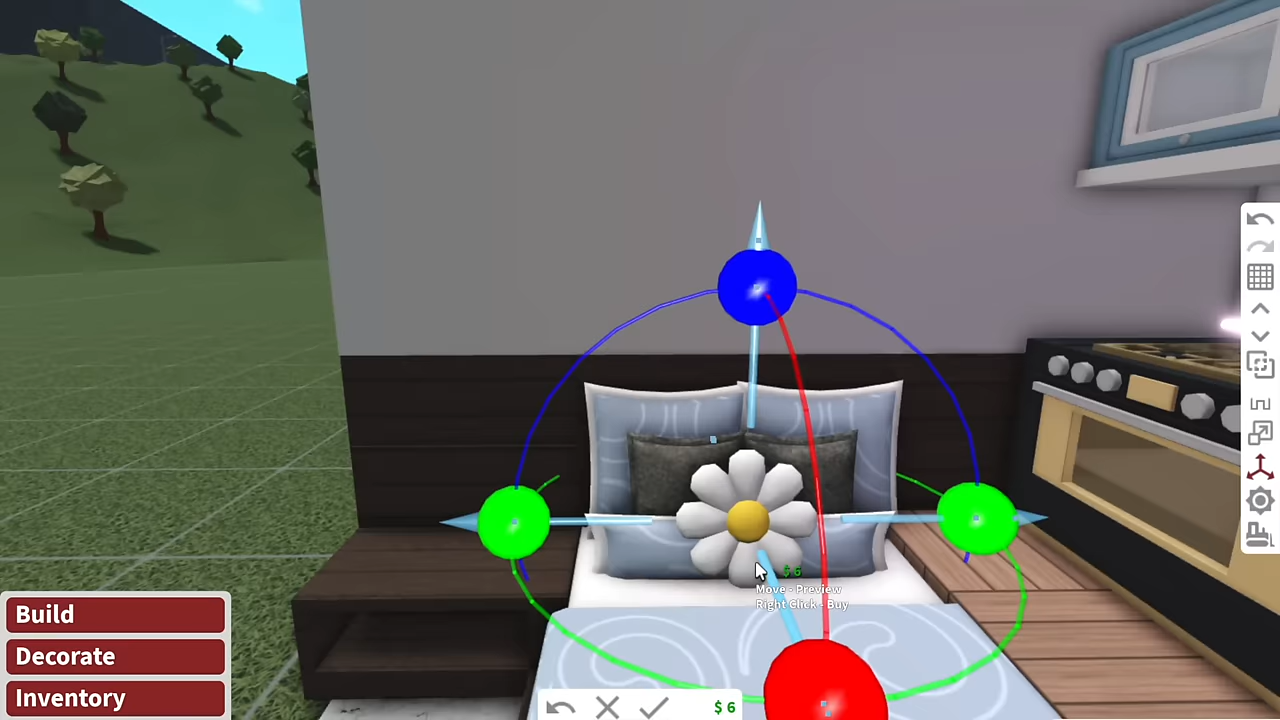 $ 6
Move - Preview
Right Click - Buy
Build
Decorate
Inventory
$ 6